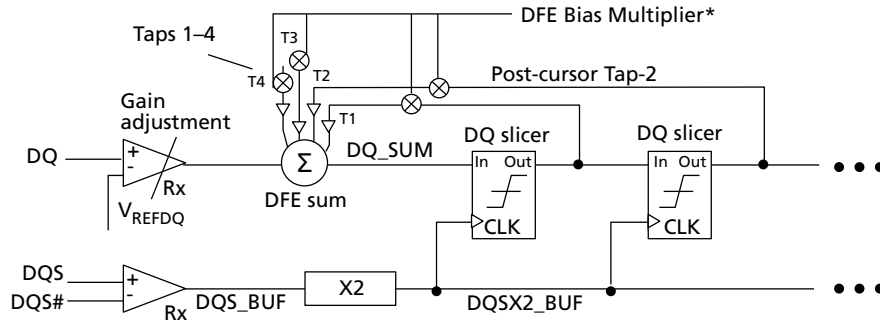 DFE Bias Multiplier*
Taps 1–4
T3
T4
T2
Post-cursor Tap-2
T1
Gain
adjustment
DQ slicer
DQ slicer
DQ
+
-
Rx
Σ
DQ_SUM
In Out
In Out
DFE sum
VREFDQ
CLK
CLK
DQS
DQS#
+
-
Rx
DQS_BUF
X2
DQSX2_BUF